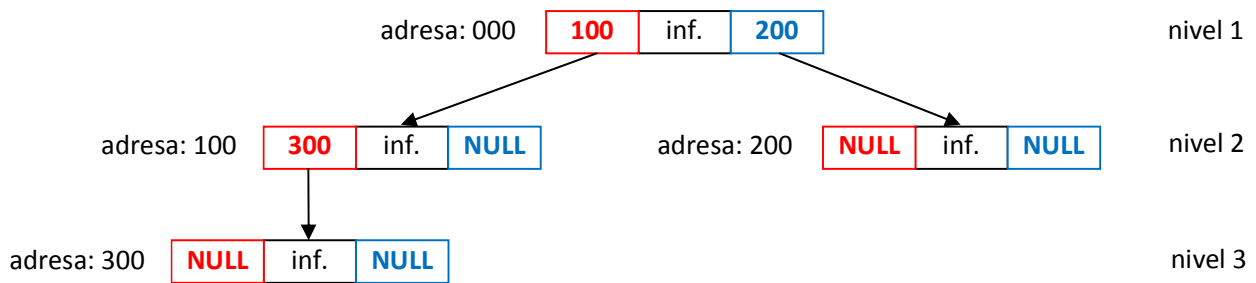 adresa: 000 100 inf. 200 nivel 1
adresa: 100 300 inf. NULL adresa: 200 NULL inf. NULL nivel 2
adresa: 300 NULL inf. NULL nivel 3